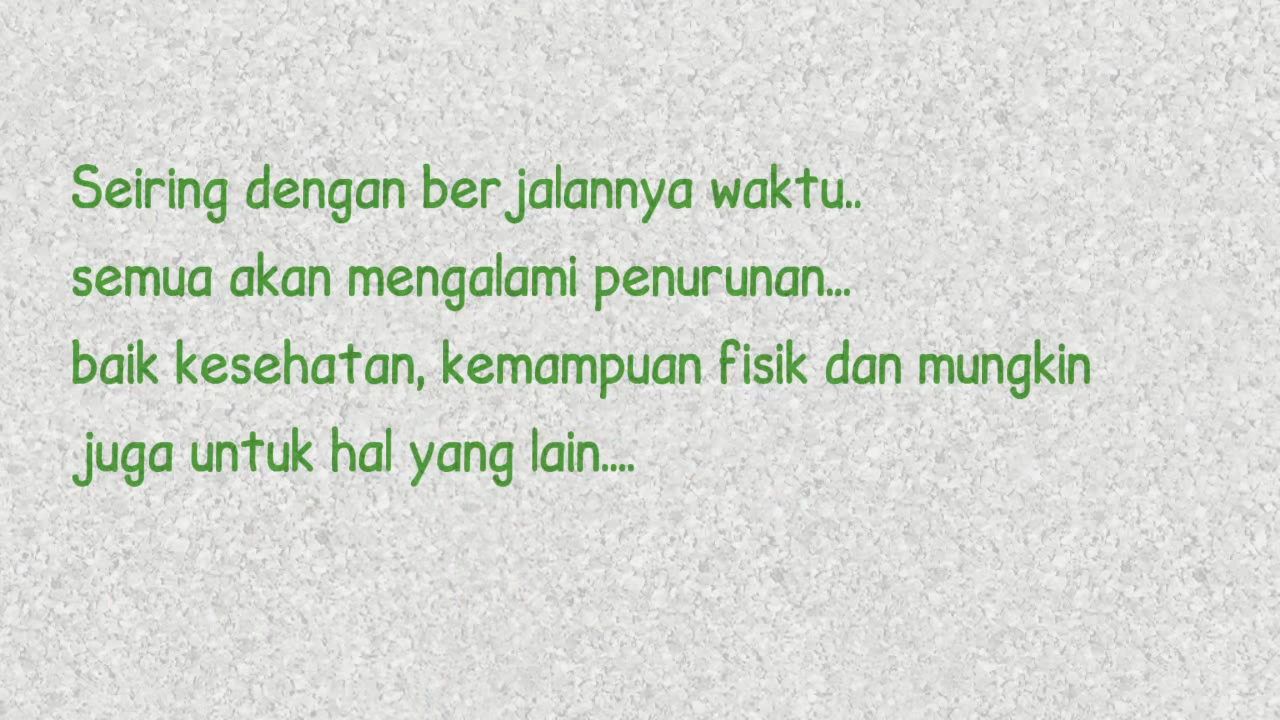 Seiring dengan berjalannya waktu..
semua akan mengalami penurunan...
baik kesehatan, kemampuan fisik dan mungkin
juga untuk hal yang lain....